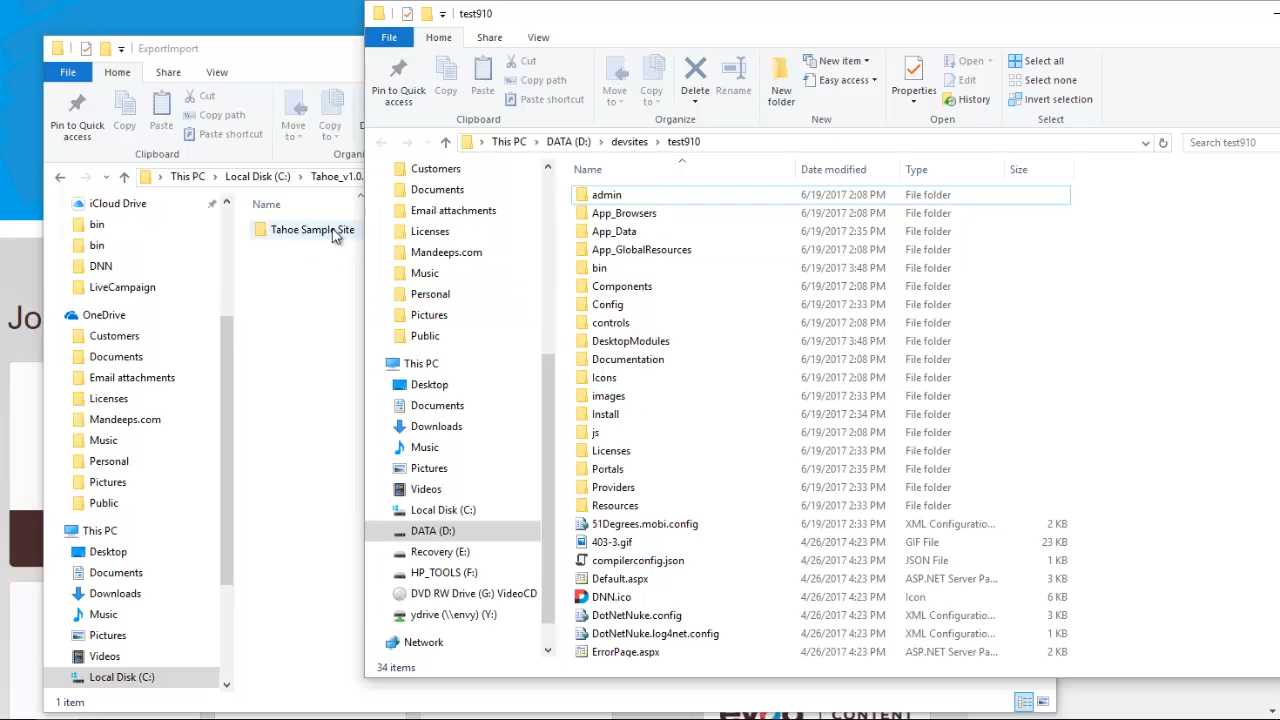 test910
File
Home
Share
View
Pin to Quick access
Copy
Paste
Cut
Copy path
Paste shortcut
Clipboard
Move to
Copy to
Delete
Rename
Organize
New folder
New item
Easy access
New
Properties
Open
Edit
History
Open
Select all
Select none
Invert selection
Select
This PC > DATA (D:) > devsites > test910
Search test910
Customers
Documents
Email attachments
Licenses
Mandeeps.com
Music
Personal
Pictures
Public
This PC
Desktop
Documents
Downloads
Music
Pictures
Videos
Local Disk (C:)
DATA (D:)
Recovery (E:)
HP_TOOLS (F:)
DVD RW Drive (G:) VideoCD
ydrive (\\envy) (Y:)
Network
Name Date modified Type Size
admin 6/19/2017 2:08 PM File folder
App_Browsers 6/19/2017 2:08 PM File folder
App_Data 6/19/2017 2:35 PM File folder
App_GlobalResources 6/19/2017 2:08 PM File folder
bin 6/19/2017 3:48 PM File folder
Components 6/19/2017 2:08 PM File folder
Config 6/19/2017 2:33 PM File folder
controls 6/19/2017 2:08 PM File folder
DesktopModules 6/19/2017 3:48 PM File folder
Documentation 6/19/2017 2:08 PM File folder
Icons 6/19/2017 2:08 PM File folder
images 6/19/2017 2:08 PM File folder
Install 6/19/2017 2:34 PM File folder
js 6/19/2017 2:08 PM File folder
Licenses 6/19/2017 2:33 PM File folder
Portals 6/19/2017 2:35 PM File folder
Providers 6/19/2017 2:33 PM File folder
Resources 6/19/2017 2:08 PM File folder
51Degrees.mobi.config 6/19/2017 2:33 PM XML Configuratio... 2 KB
403-3.gif 4/26/2017 4:23 PM GIF File 23 KB
compilerconfig.json 4/26/2017 4:23 PM JSON File 1 KB
Default.aspx 4/26/2017 4:23 PM ASP.NET Server Pa... 3 KB
DNN.ico 4/26/2017 4:23 PM Icon 6 KB
DotNetNuke.config 4/26/2017 4:23 PM XML Configuratio... 1 KB
DotNetNuke.log4net.config 4/26/2017 4:23 PM XML Configuratio... 1 KB
ErrorPage.aspx 4/26/2017 4:23 PM ASP.NET Server Pa... 2 KB
34 items
ExportImport
File
Home
Share
View
Pin to Quick access
Copy
Paste
Cut
Copy path
Paste shortcut
Clipboard
Move to
Copy to
Organi
This PC > Local Disk (C:) > Tahoe_v1.0.
iCloud Drive
bin
bin
DNN
LiveCampaign
OneDrive
Customers
Documents
Email attachments
Licenses
Mandeeps.com
Music
Personal
Pictures
Public
This PC
Desktop
Documents
Downloads
Music
Pictures
Videos
Local Disk (C:)
Name
Tahoe Sample Site
1 item
Jo
evoq CONTENT